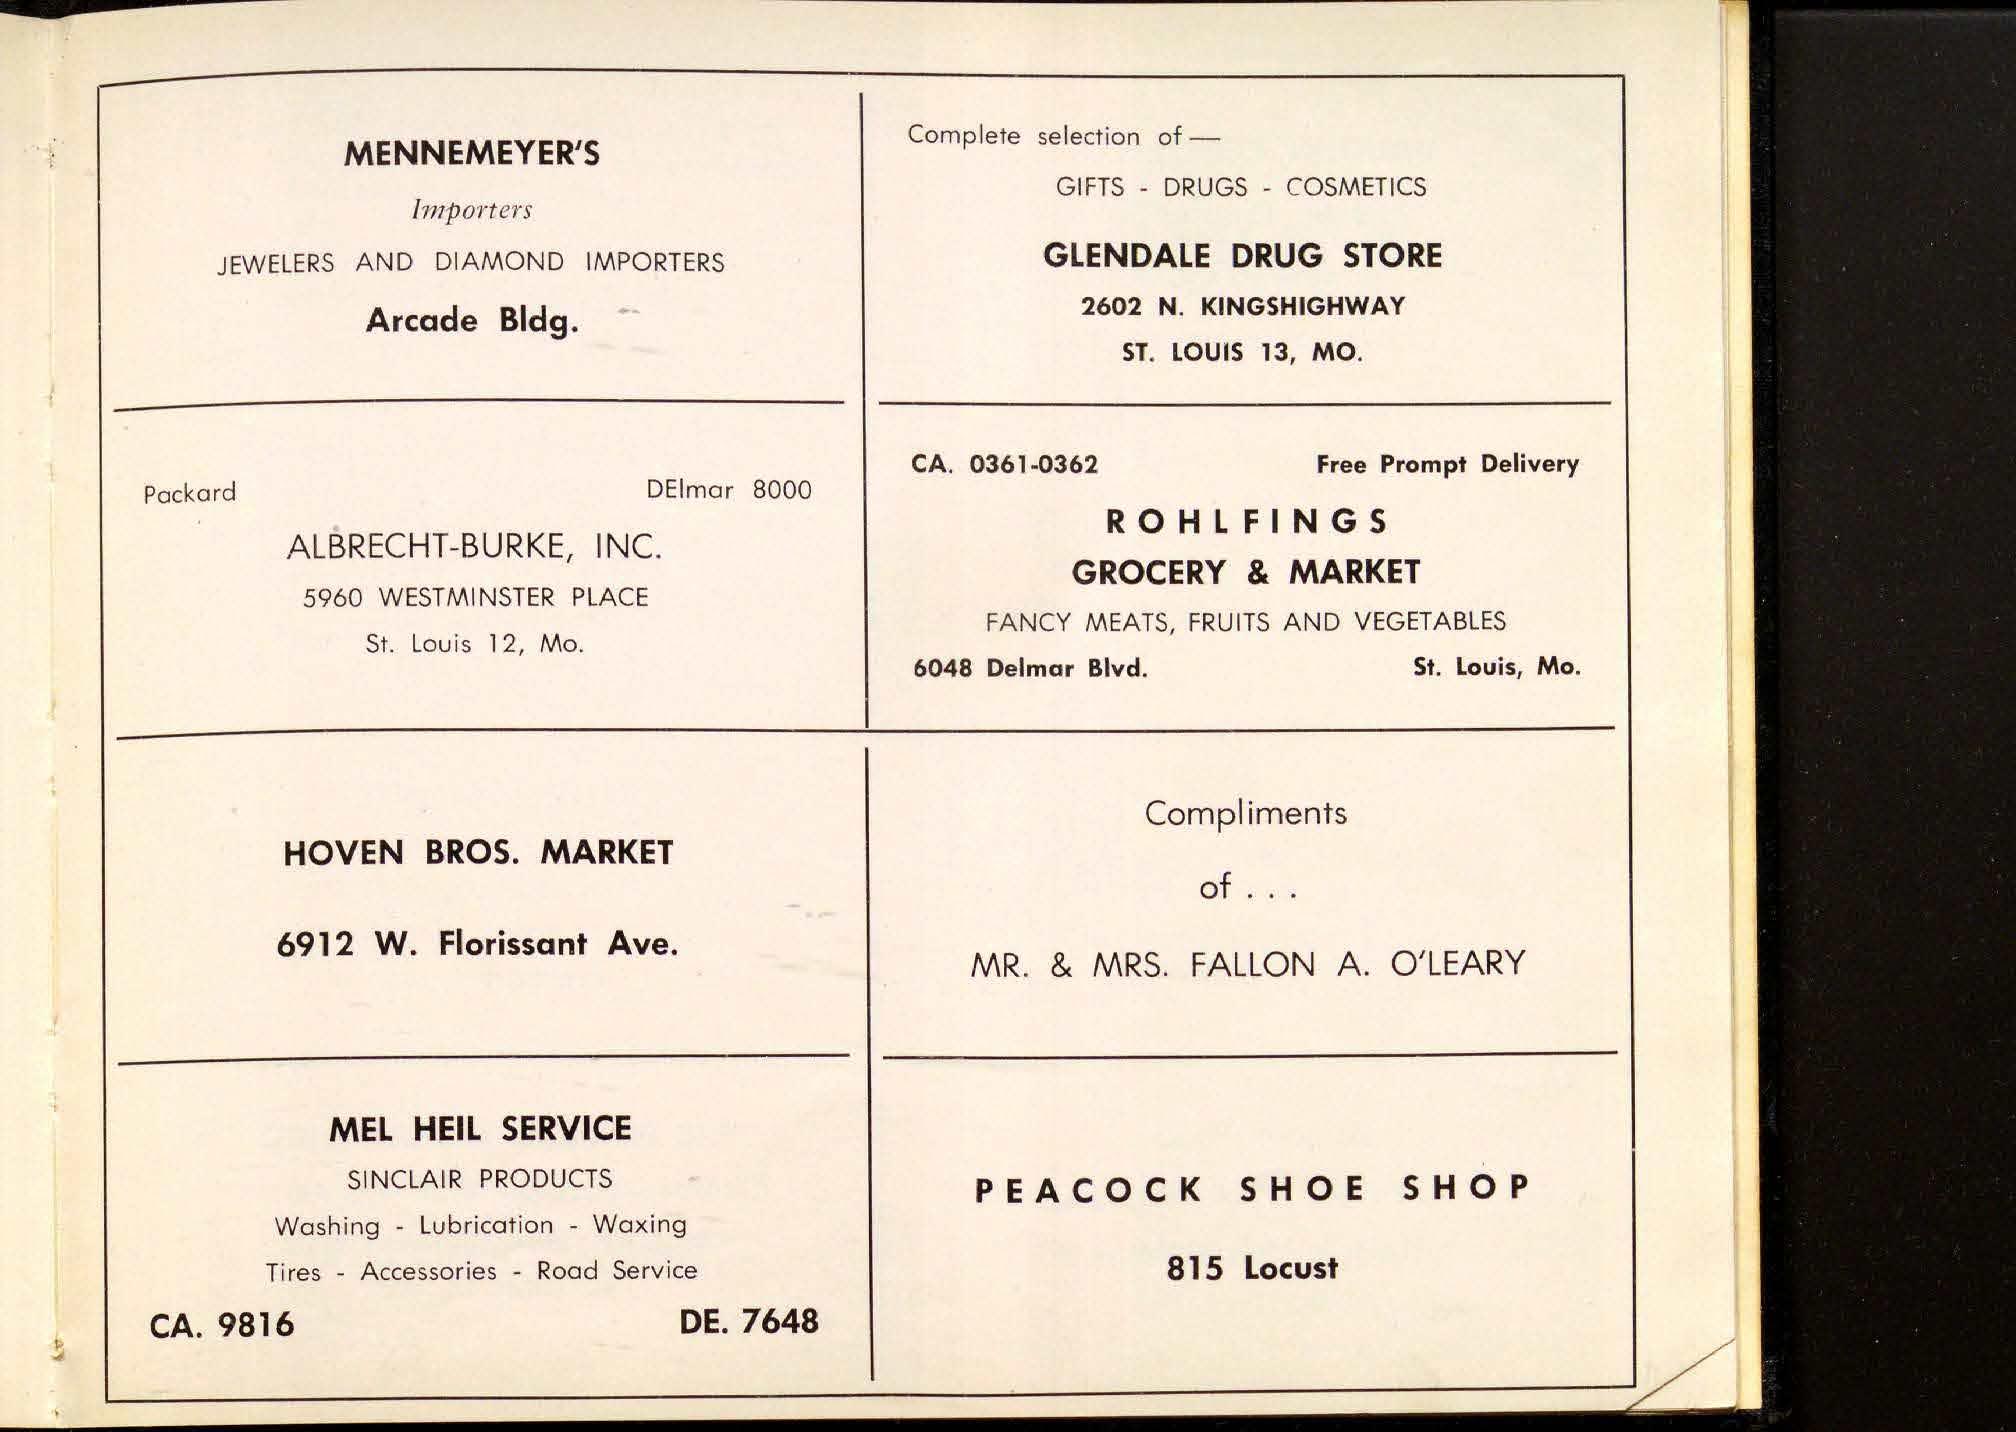 MENNEMEYER'S
Importers
JEWELERS AND DIAMOND IMPORTERS
Arcade Bldg.
Complete selection of —
GIFTS - DRUGS - COSMETICS
GLENDALE DRUG STORE
2602 N. KINGSHIGHWAY
ST. LOUIS 13, MO.
Packard DElmar 8000
ALBRECHT-BURKE, INC.
5960 WESTMINSTER PLACE
St. Louis 12, Mo.
CA. 0361-0362 Free Prompt Delivery
ROHLFINGS
GROCERY & MARKET
FANCY MEATS, FRUITS AND VEGETABLES
6048 Delmar Blvd. St. Louis, Mo.
HOVEN BROS. MARKET
6912 W. Florissant Ave.
Compliments
of . . .
MR. & MRS. FALLON A. O'LEARY
MEL HEIL SERVICE
SINCLAIR PRODUCTS
Washing - Lubrication - Waxing
Tires - Accessories - Road Service
CA. 9816 DE. 7648
PEACOCK SHOE SHOP
815 Locust